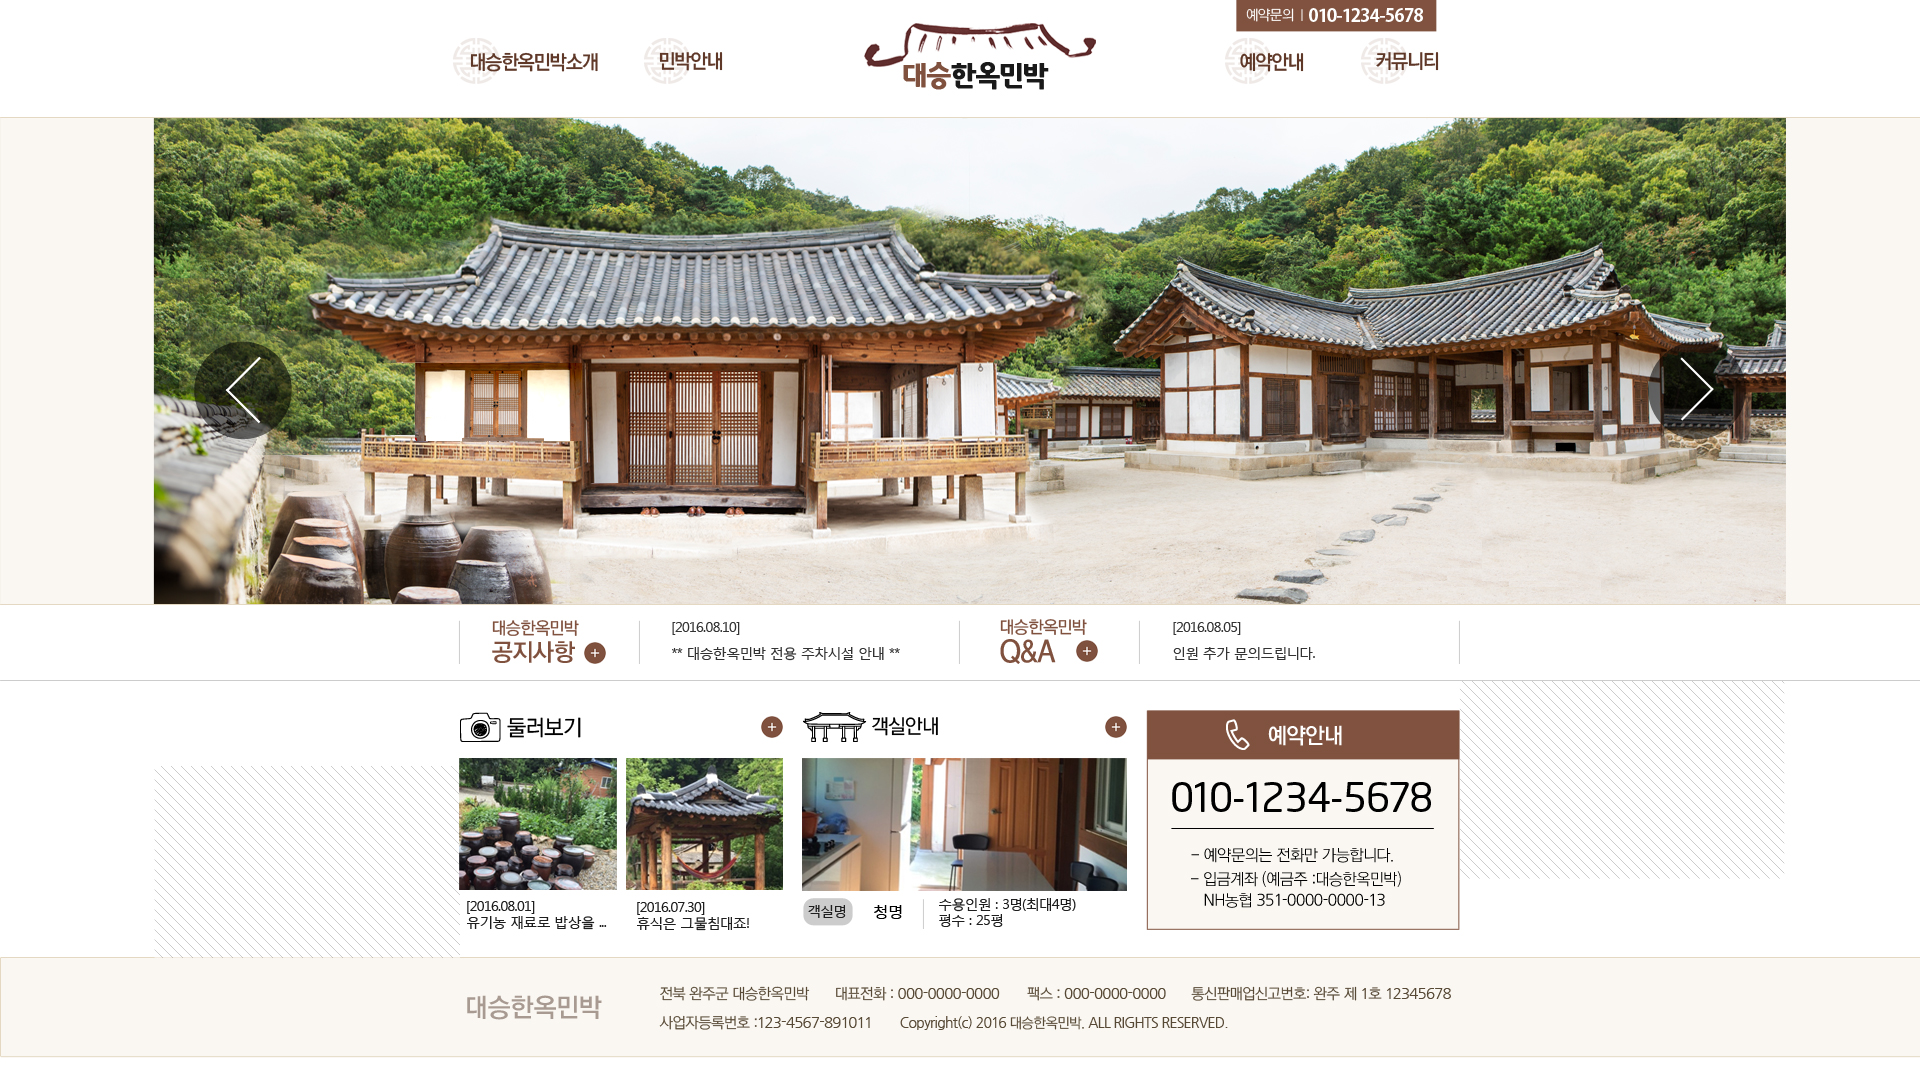 예약문의 | 010-1234-5678
대승한옥민박소개
민박안내
대승한옥민박
예약안내
커뮤니티
대승한옥민박
공지사항
[2016.08.10]
** 대승한옥민박 전용 주차시설 안내 **
대승한옥민박
Q&A
[2016.08.05]
인원 추가 문의드립니다.
둘러보기
[2016.08.01]
유기농 재료로 밥상을 ...
[2016.07.30]
휴식은 그물침대죠!
객실안내
객실명 청명
수용인원 : 3명(최대4명)
평수 : 25평
예약안내
010-1234-5678
- 예약문의는 전화만 가능합니다.
- 입금계좌 (예금주 :대승한옥민박)
NH농협 351-0000-0000-13
대승한옥민박
전북 완주군 대승한옥민박 대표전화 : 000-0000-0000 팩스 : 000-0000-0000 통신판매업신고번호: 완주 제 1호 12345678
사업자등록번호 :123-4567-891011 Copyright(c) 2016 대승한옥민박. ALL RIGHTS RESERVED.